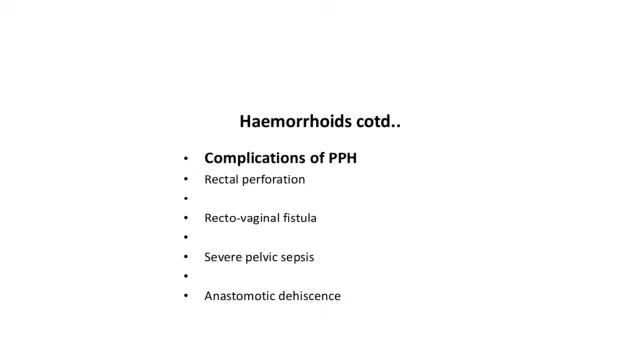 Haemorrhoids cotd..
• Complications of PPH
• Rectal perforation
•
• Recto-vaginal fistula
•
• Severe pelvic sepsis
•
• Anastomotic dehiscence